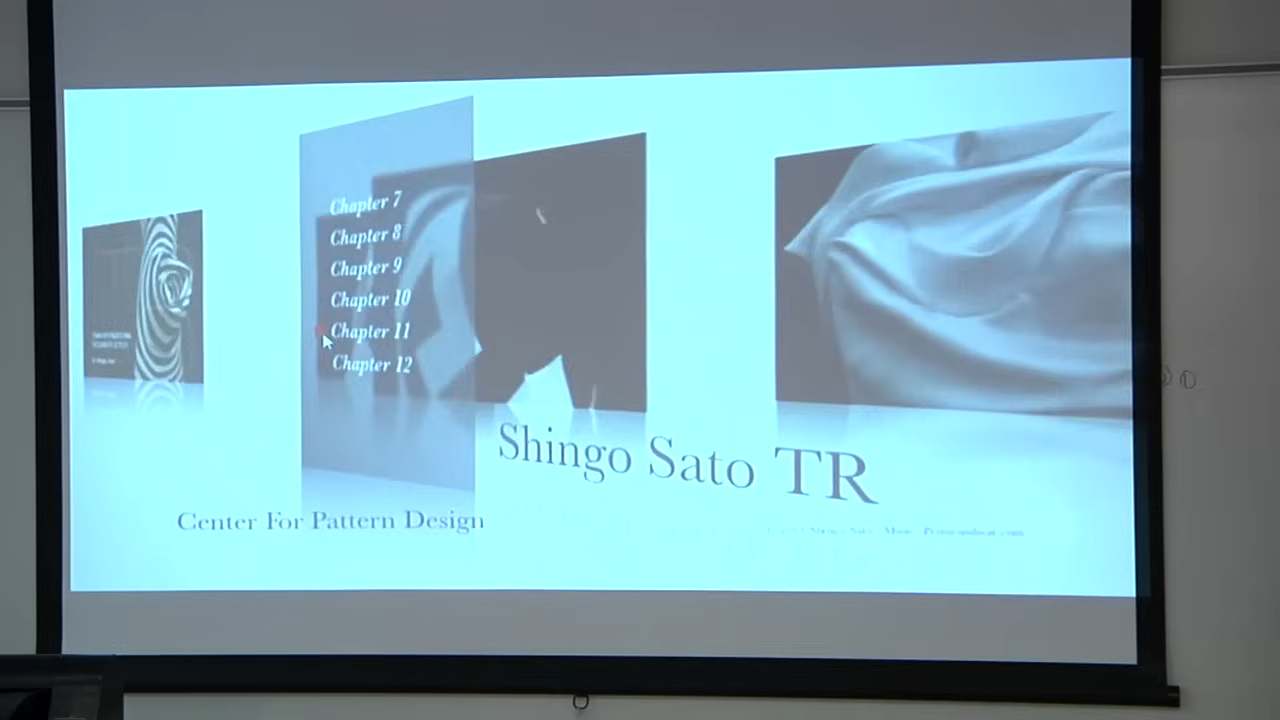 Chapter 7
Chapter 8
Chapter 9
Chapter 10
Chapter 11
Chapter 12
Shingo Sato TR
Center For Pattern Design